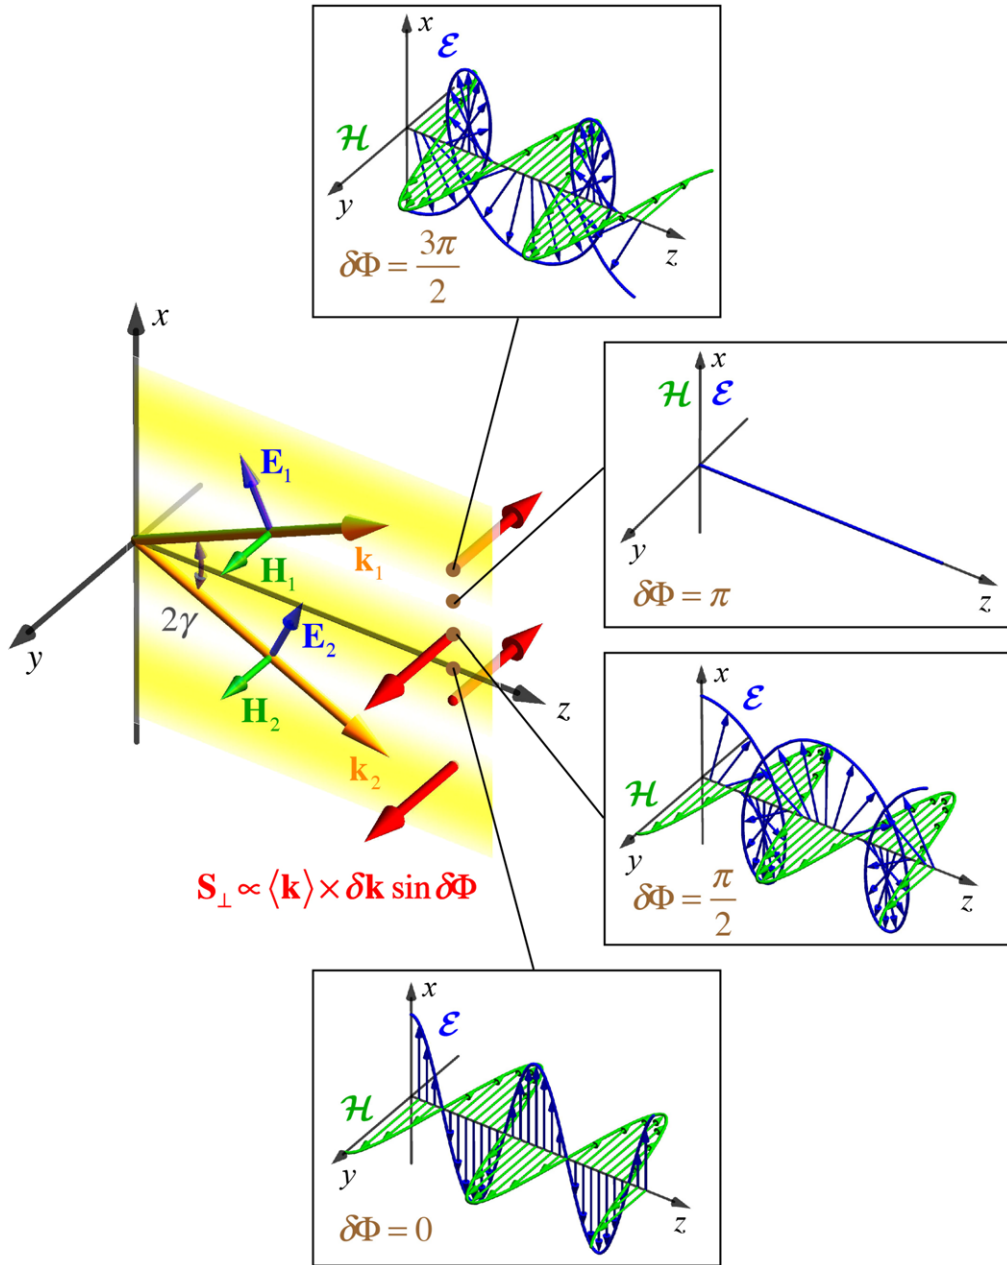 x
ℰ
ℋ
y
z
δΦ = 3π/2
x
ℋ ℰ
y
z
δΦ = π
x
E₁
k₁
H₁
2γ
E₂
y
H₂
z
k₂
S⊥ ∝ ⟨k⟩ × δk sin δΦ
x
ℰ
ℋ
y
z
δΦ = π/2
x
ℰ
ℋ
y
z
δΦ = 0